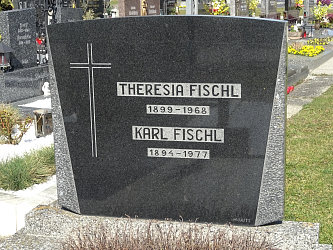 THERESIA FISCHL
1899-1968
KARL FISCHL
1894-1977